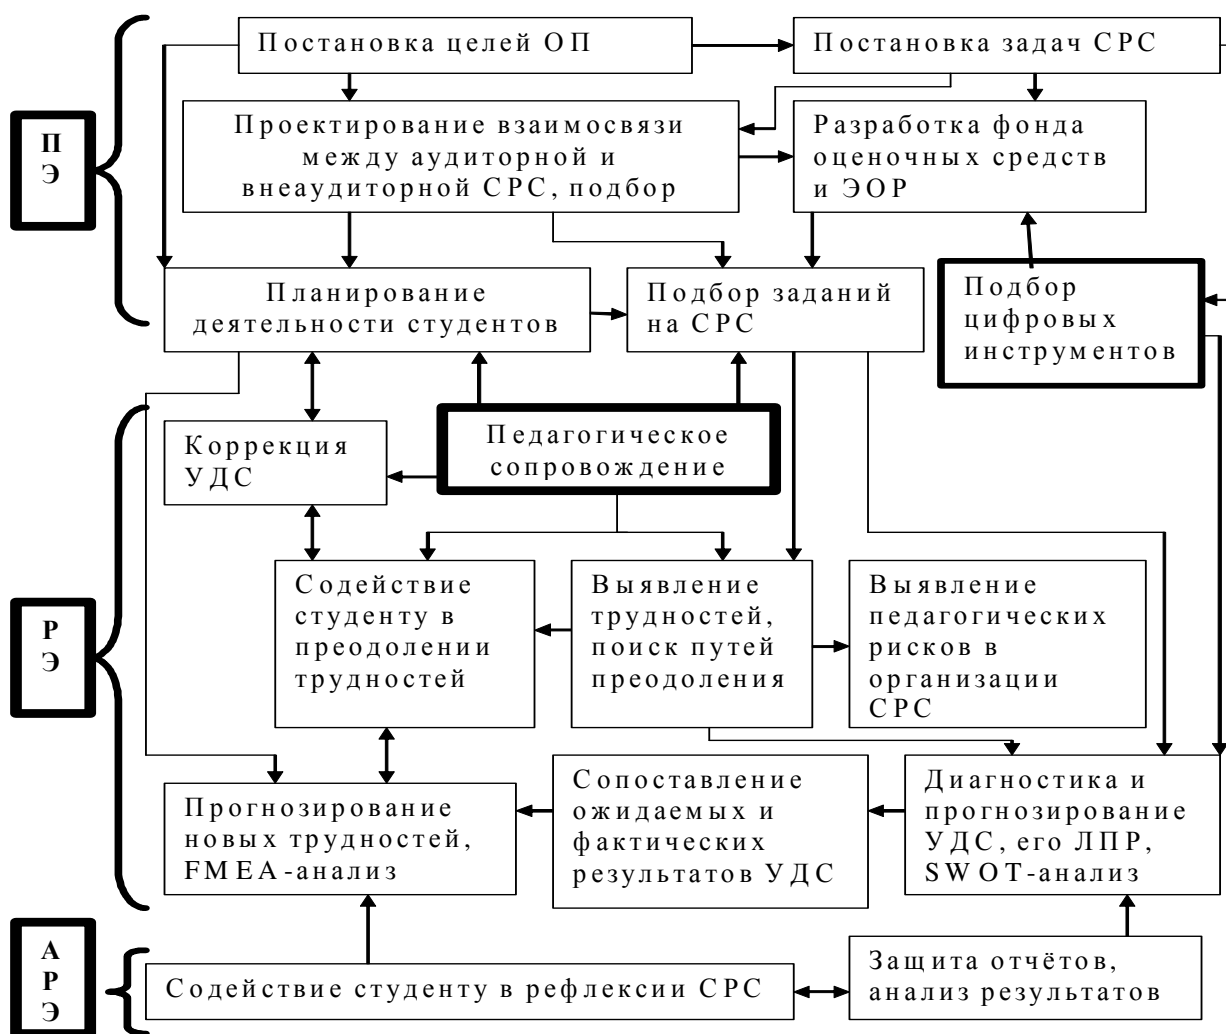 Постановка целей ОП
Постановка задач СРС
П
Э
Проектирование взаимосвязи
между аудиторной и
внеаудиторной СРС, подбор
Разработка фонда
оценочных средств
и ЭОР
Планирование
деятельности студентов
Подбор заданий
на СРС
Подбор
цифровых
инструментов
Р
Э
Коррекция
УДС
Педагогическое
сопровождение
Содействие
студенту в
преодолении
трудностей
Выявление
трудностей,
поиск путей
преодоления
Выявление
педагогических
рисков в
организации
СРС
Прогнозирование
новых трудностей,
FMEA-анализ
Сопоставление
ожидаемых и
фактических
результатов УДС
Диагностика и
прогнозирование
УДС, его ЛПР,
SWOT-анализ
А
Р
Э
Содействие студенту в рефлексии СРС
Защита отчётов,
анализ результатов